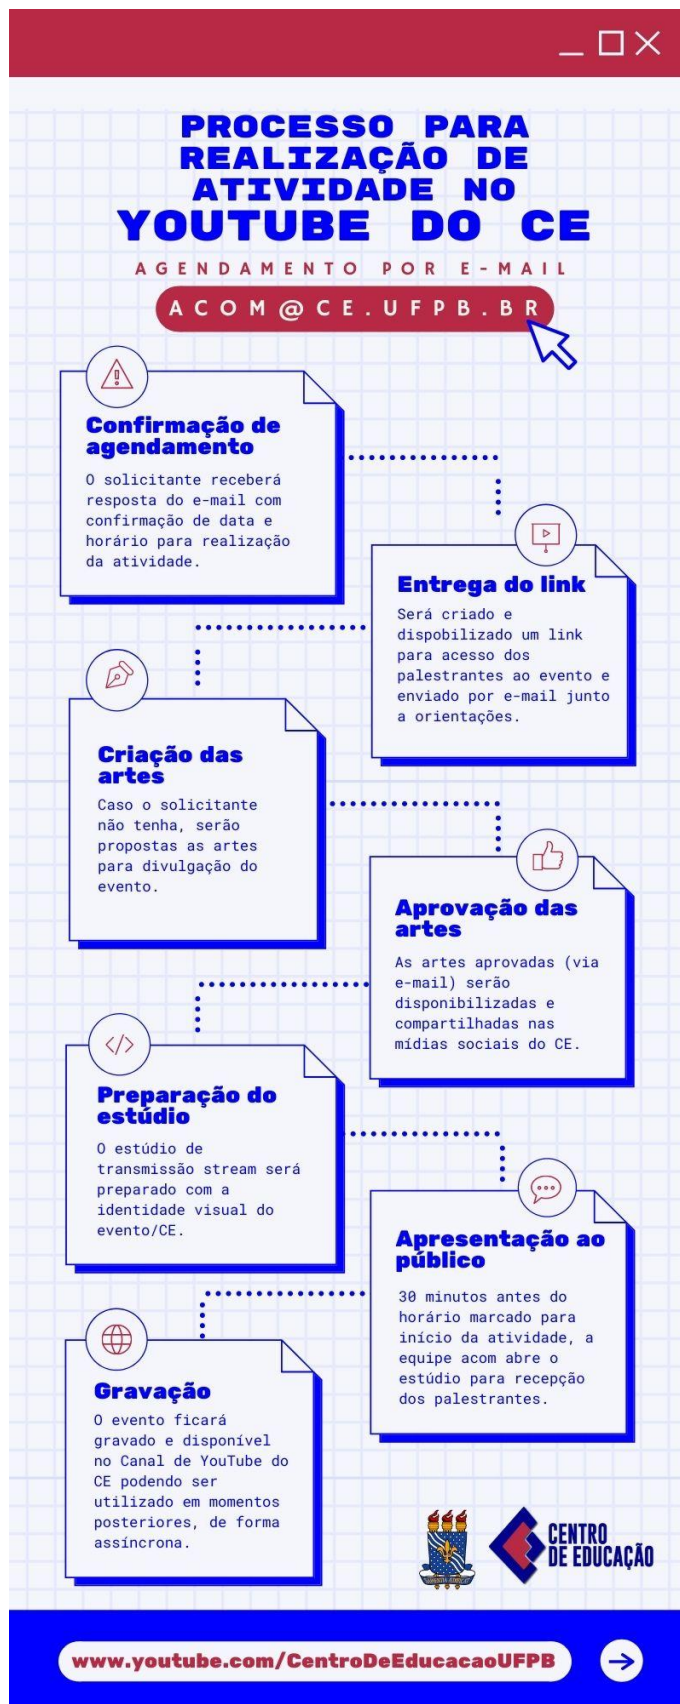 PROCESSO PARA
REALIZAÇÃO DE
ATIVIDADE NO
YOUTUBE DO CE
AGENDAMENTO POR E-MAIL
ACOM@CE.UFPB.BR
Confirmação de
agendamento
O solicitante receberá
resposta do e-mail com
confirmação de data e
horário para realização
da atividade.
Entrega do link
Será criado e
dispobilizado um link
para acesso dos
palestrantes ao evento e
enviado por e-mail junto
a orientações.
Criação das
artes
Caso o solicitante
não tenha, serão
propostas as artes
para divulgação do
evento.
Aprovação das
artes
As artes aprovadas (via
e-mail) serão
disponibilizadas e
compartilhadas nas
mídias sociais do CE.
Preparação do
estúdio
O estúdio de
transmissão stream será
preparado com a
identidade visual do
evento/CE.
Apresentação ao
público
30 minutos antes do
horário marcado para
início da atividade, a
equipe acom abre o
estúdio para recepção
dos palestrantes.
Gravação
O evento ficará
gravado e disponível
no Canal de YouTube do
CE podendo ser
utilizado em momentos
posteriores, de forma
assíncrona.
CENTRO
DE EDUCAÇÃO
www.youtube.com/CentroDeEducacaoUFPB